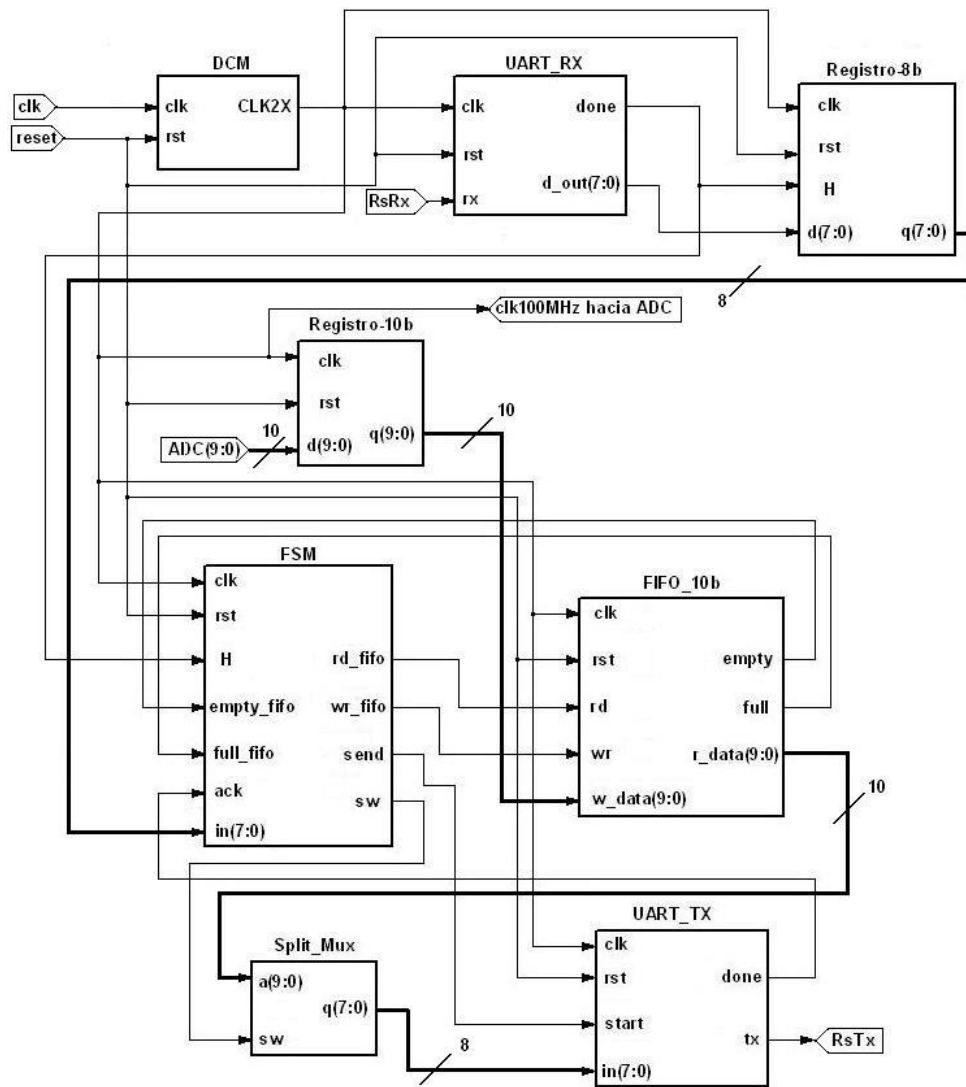 DCM
clk
CLK2X
rst
clk
reset
UART_RX
clk
done
rst
d_out(7:0)
rx
RsRx
Registro-8b
clk
rst
H
d(7:0)
q(7:0)
8
clk100MHz hacia ADC
Registro-10b
clk
rst
d(9:0)
q(9:0)
10
ADC(9:0)
10
FSM
clk
rst
H
rd_fifo
empty_fifo
wr_fifo
full_fifo
send
ack
sw
in(7:0)
FIFO_10b
clk
rst
empty
rd
full
wr
r_data(9:0)
w_data(9:0)
10
Split_Mux
a(9:0)
q(7:0)
sw
8
UART_TX
clk
rst
done
start
tx
in(7:0)
RsTx